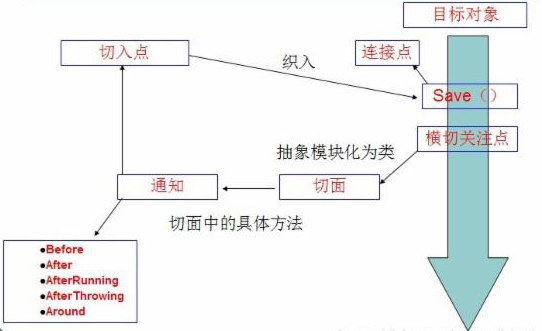 目标对象
切入点
连接点
织入
Save（）
横切关注点
抽象模块化为类
通知
切面
切面中的具体方法
●Before
●After
●AfterRunning
●AfterThrowing
●Around